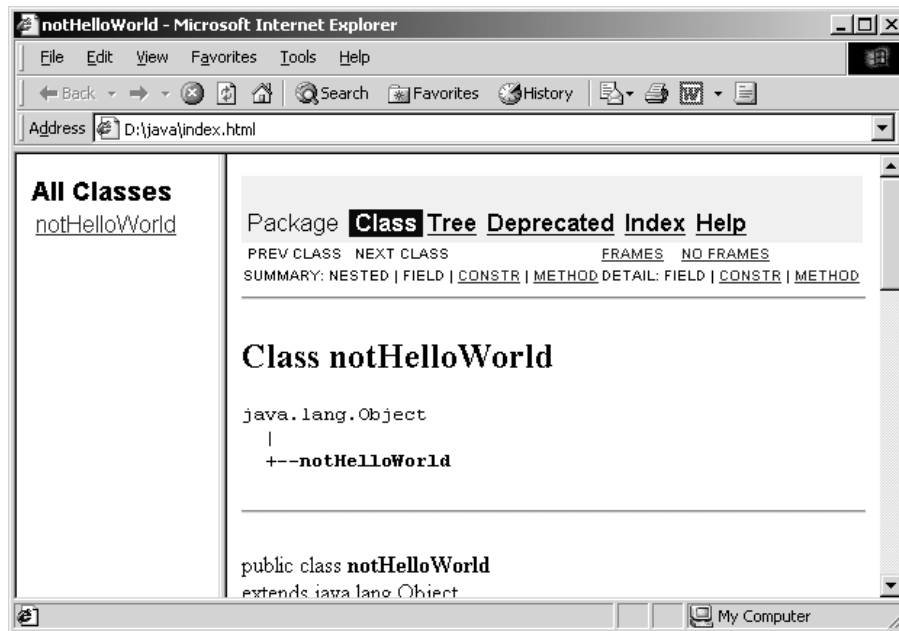 notHelloWorld - Microsoft Internet Explorer
File Edit View Favorites Tools Help
Back Search Favorites History
Address D:\java\index.html
All Classes
notHelloWorld
Package Class Tree Deprecated Index Help
PREV CLASS NEXT CLASS FRAMES NO FRAMES
SUMMARY: NESTED | FIELD | CONSTR | METHOD DETAIL: FIELD | CONSTR | METHOD
Class notHelloWorld
java.lang.Object
|
+--notHelloWorld
public class notHelloWorld
extends java.lang.Object
My Computer